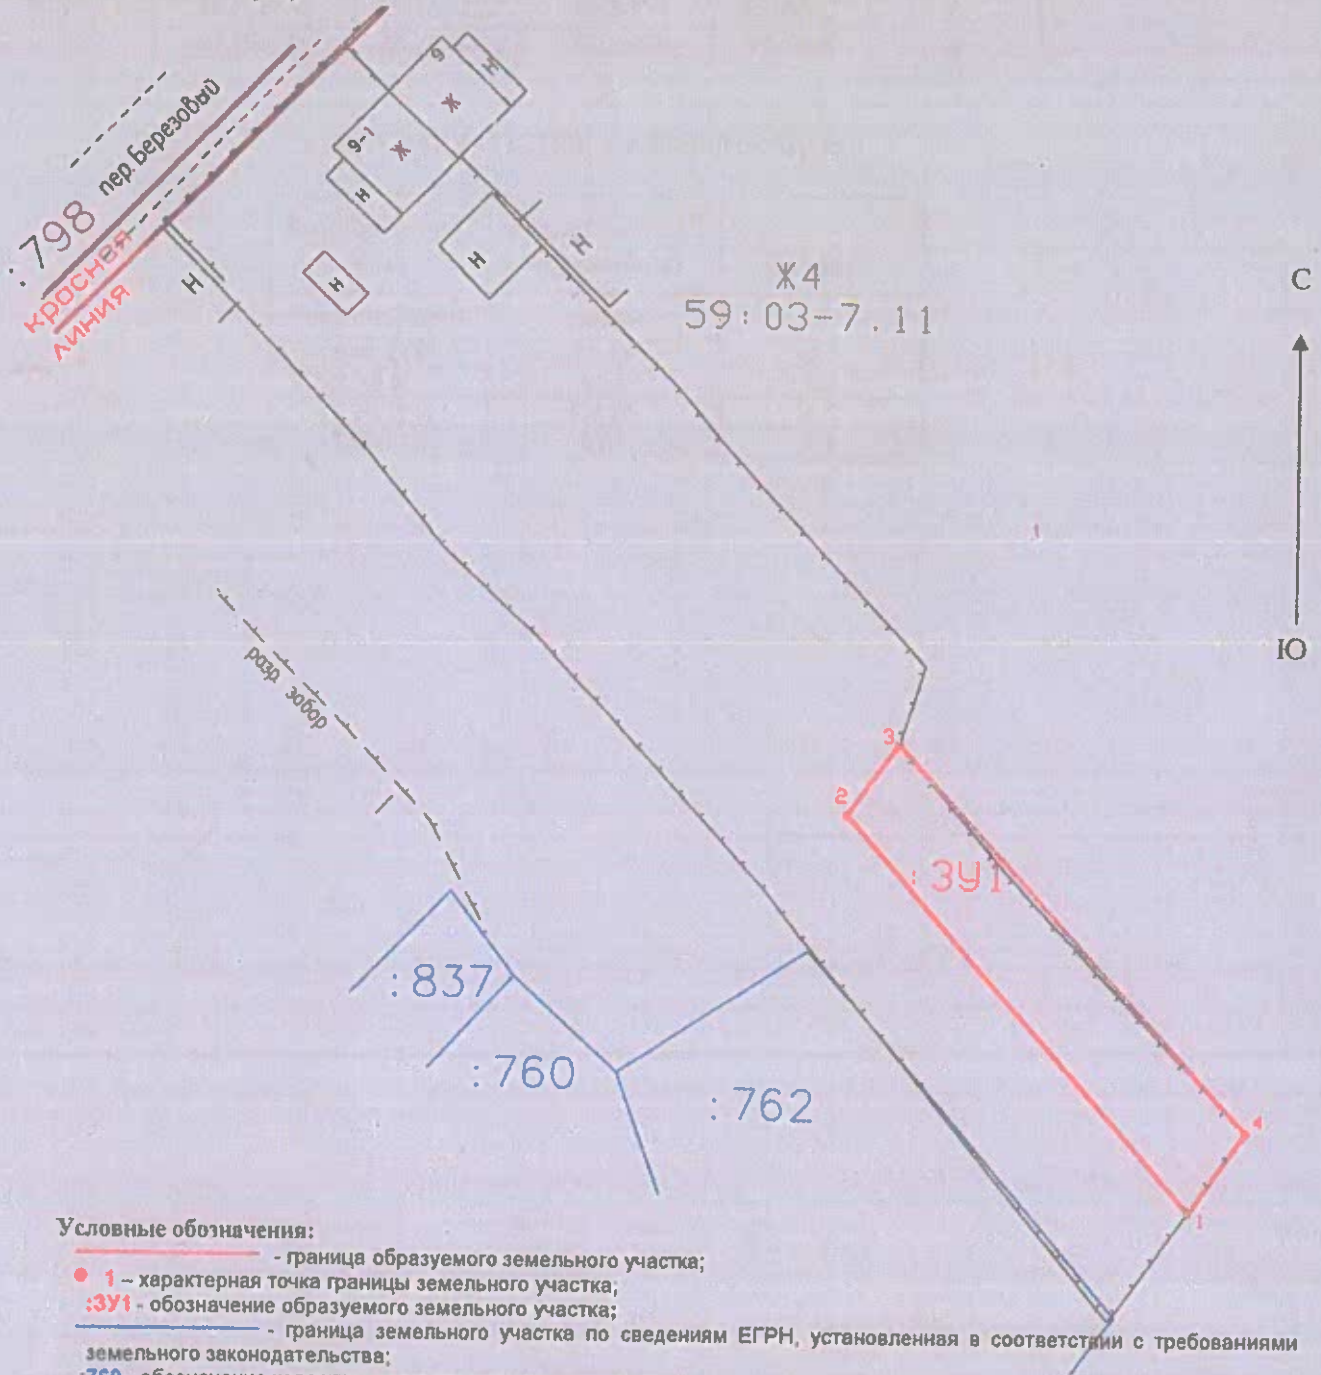 пер. Березовый
:798
красная
линия
9
н
Ж
9-1
Ж
н
н
н
Н
Н
Ж4
59:03-7.11
С
Ю
1
разр. забор
3
2
:ЗУ1
4
1
:837
:760
:762
Условные обозначения:
- граница образуемого земельного участка;
1 – характерная точка границы земельного участка;
:ЗУ1 - обозначение образуемого земельного участка;
- граница земельного участка по сведениям ЕГРН, установленная в соответствии с требованиями
земельного законодательства;
:760